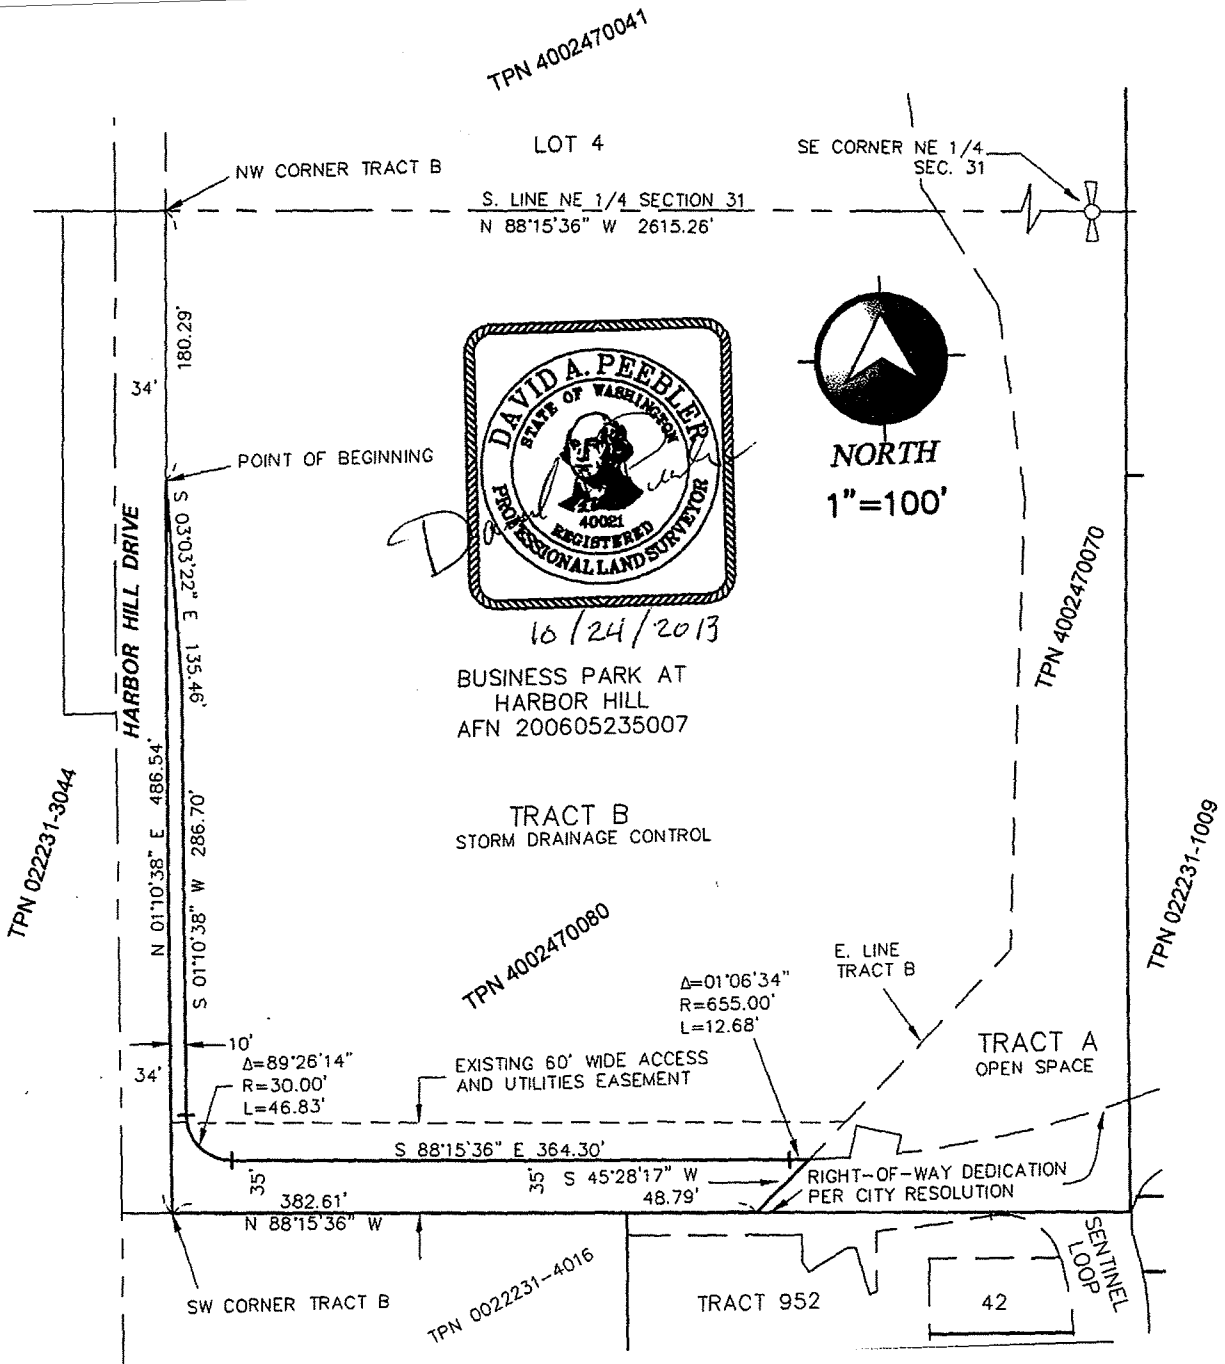 TPN 4002470041
LOT 4
SE CORNER NE 1/4
SEC. 31
NW CORNER TRACT B
S. LINE NE 1/4 SECTION 31
N 88°15'36" W 2615.26'
180.29'
34'
DAVID A. PEEBLER
STATE OF WASHINGTON
40021
REGISTERED
PROFESSIONAL LAND SURVEYOR
NORTH
1"=100'
POINT OF BEGINNING
S 03°03'22" E 135.46'
HARBOR HILL DRIVE
10/24/2013
TPN 4002470070
BUSINESS PARK AT
HARBOR HILL
AFN 200605235007
N 01°10'38" E 486.54'
S 01°10'38" W 286.70'
TPN 022231-3044
TRACT B
STORM DRAINAGE CONTROL
TPN 022231-1009
TPN 4002470080
E. LINE
TRACT B
Δ=01°06'34"
R=655.00'
L=12.68'
10'
34'
Δ=89°26'14"
R=30.00'
L=46.83'
EXISTING 60' WIDE ACCESS
AND UTILITIES EASEMENT
TRACT A
OPEN SPACE
S 88°15'36" E 364.30'
35'
35'
S 45°28'17" W
48.79'
RIGHT-OF-WAY DEDICATION
PER CITY RESOLUTION
382.61'
N 88°15'36" W
SW CORNER TRACT B
TPN 0022231-4016
TRACT 952
42
SENTINEL
LOOP